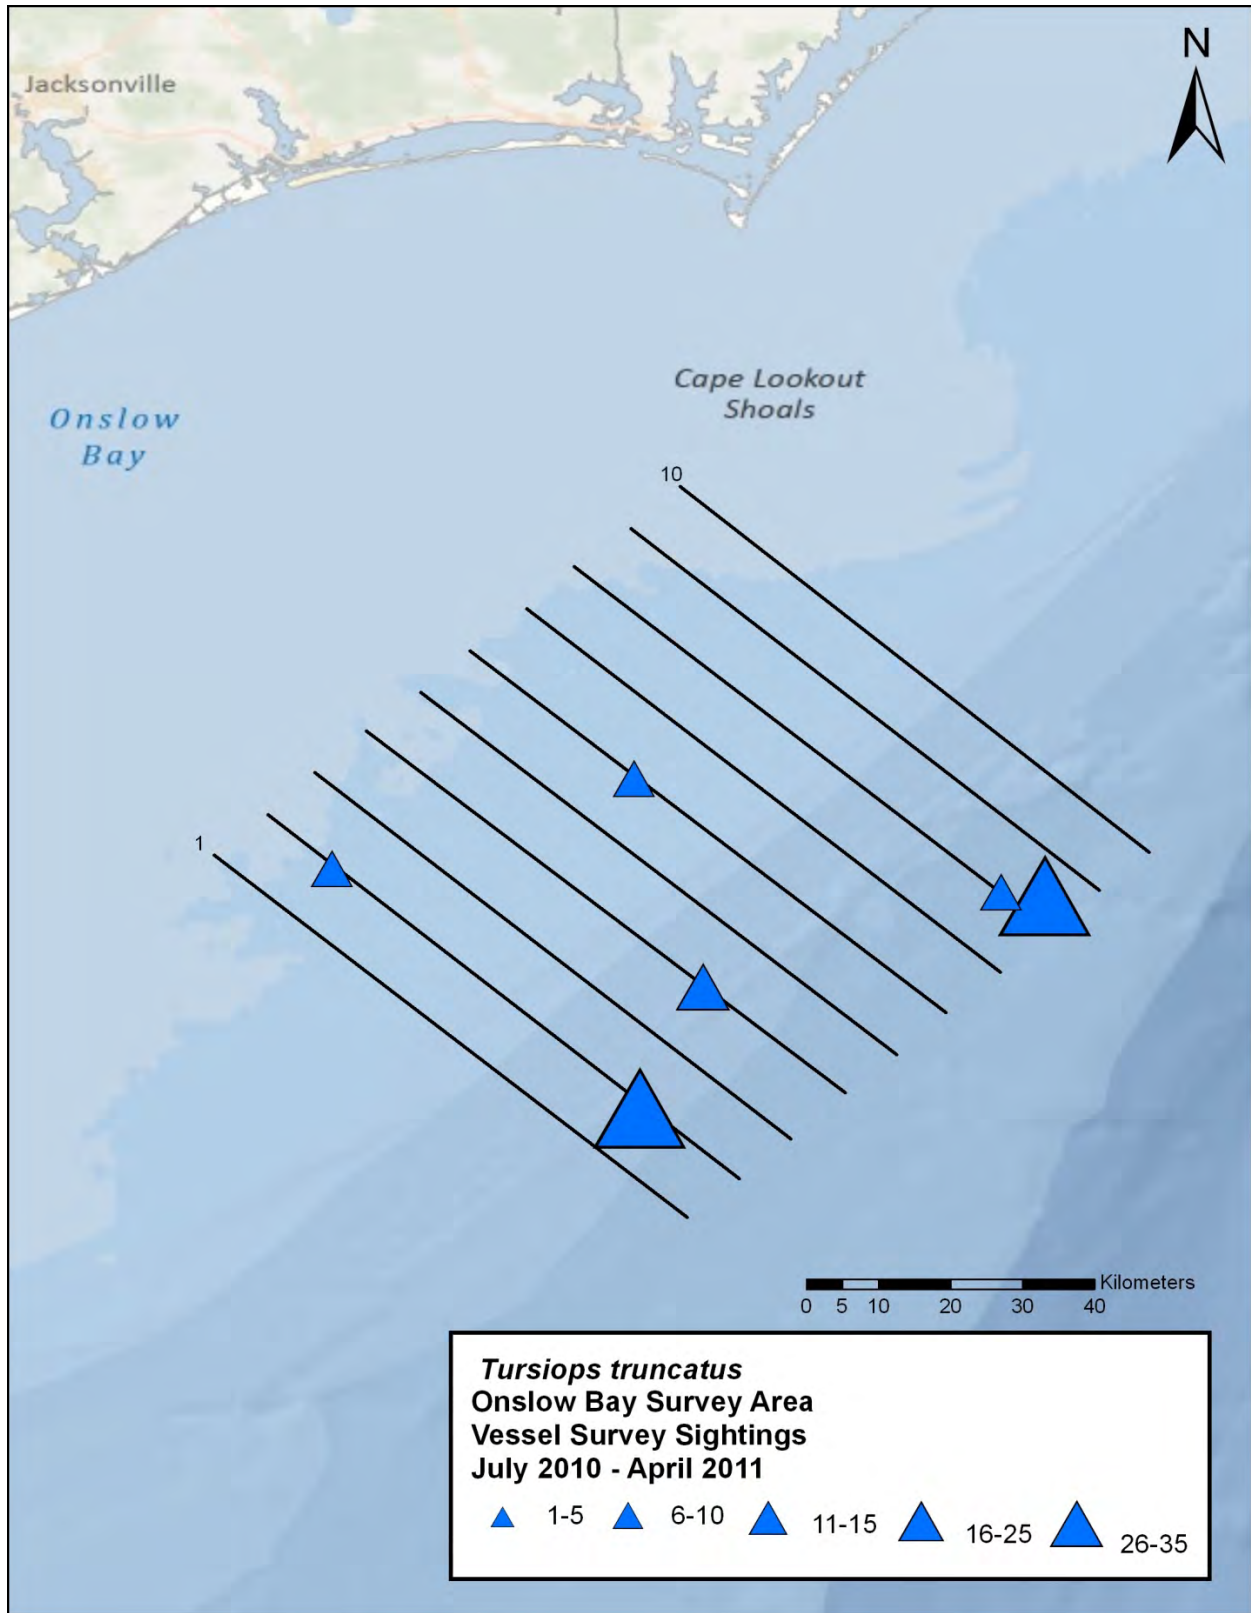 N
Jacksonville
Cape Lookout
Shoals
Onslow
Bay
10
1
Kilometers
0 5 10 20 30 40
Tursiops truncatus
Onslow Bay Survey Area
Vessel Survey Sightings
July 2010 - April 2011
1-5 6-10 11-15 16-25 26-35